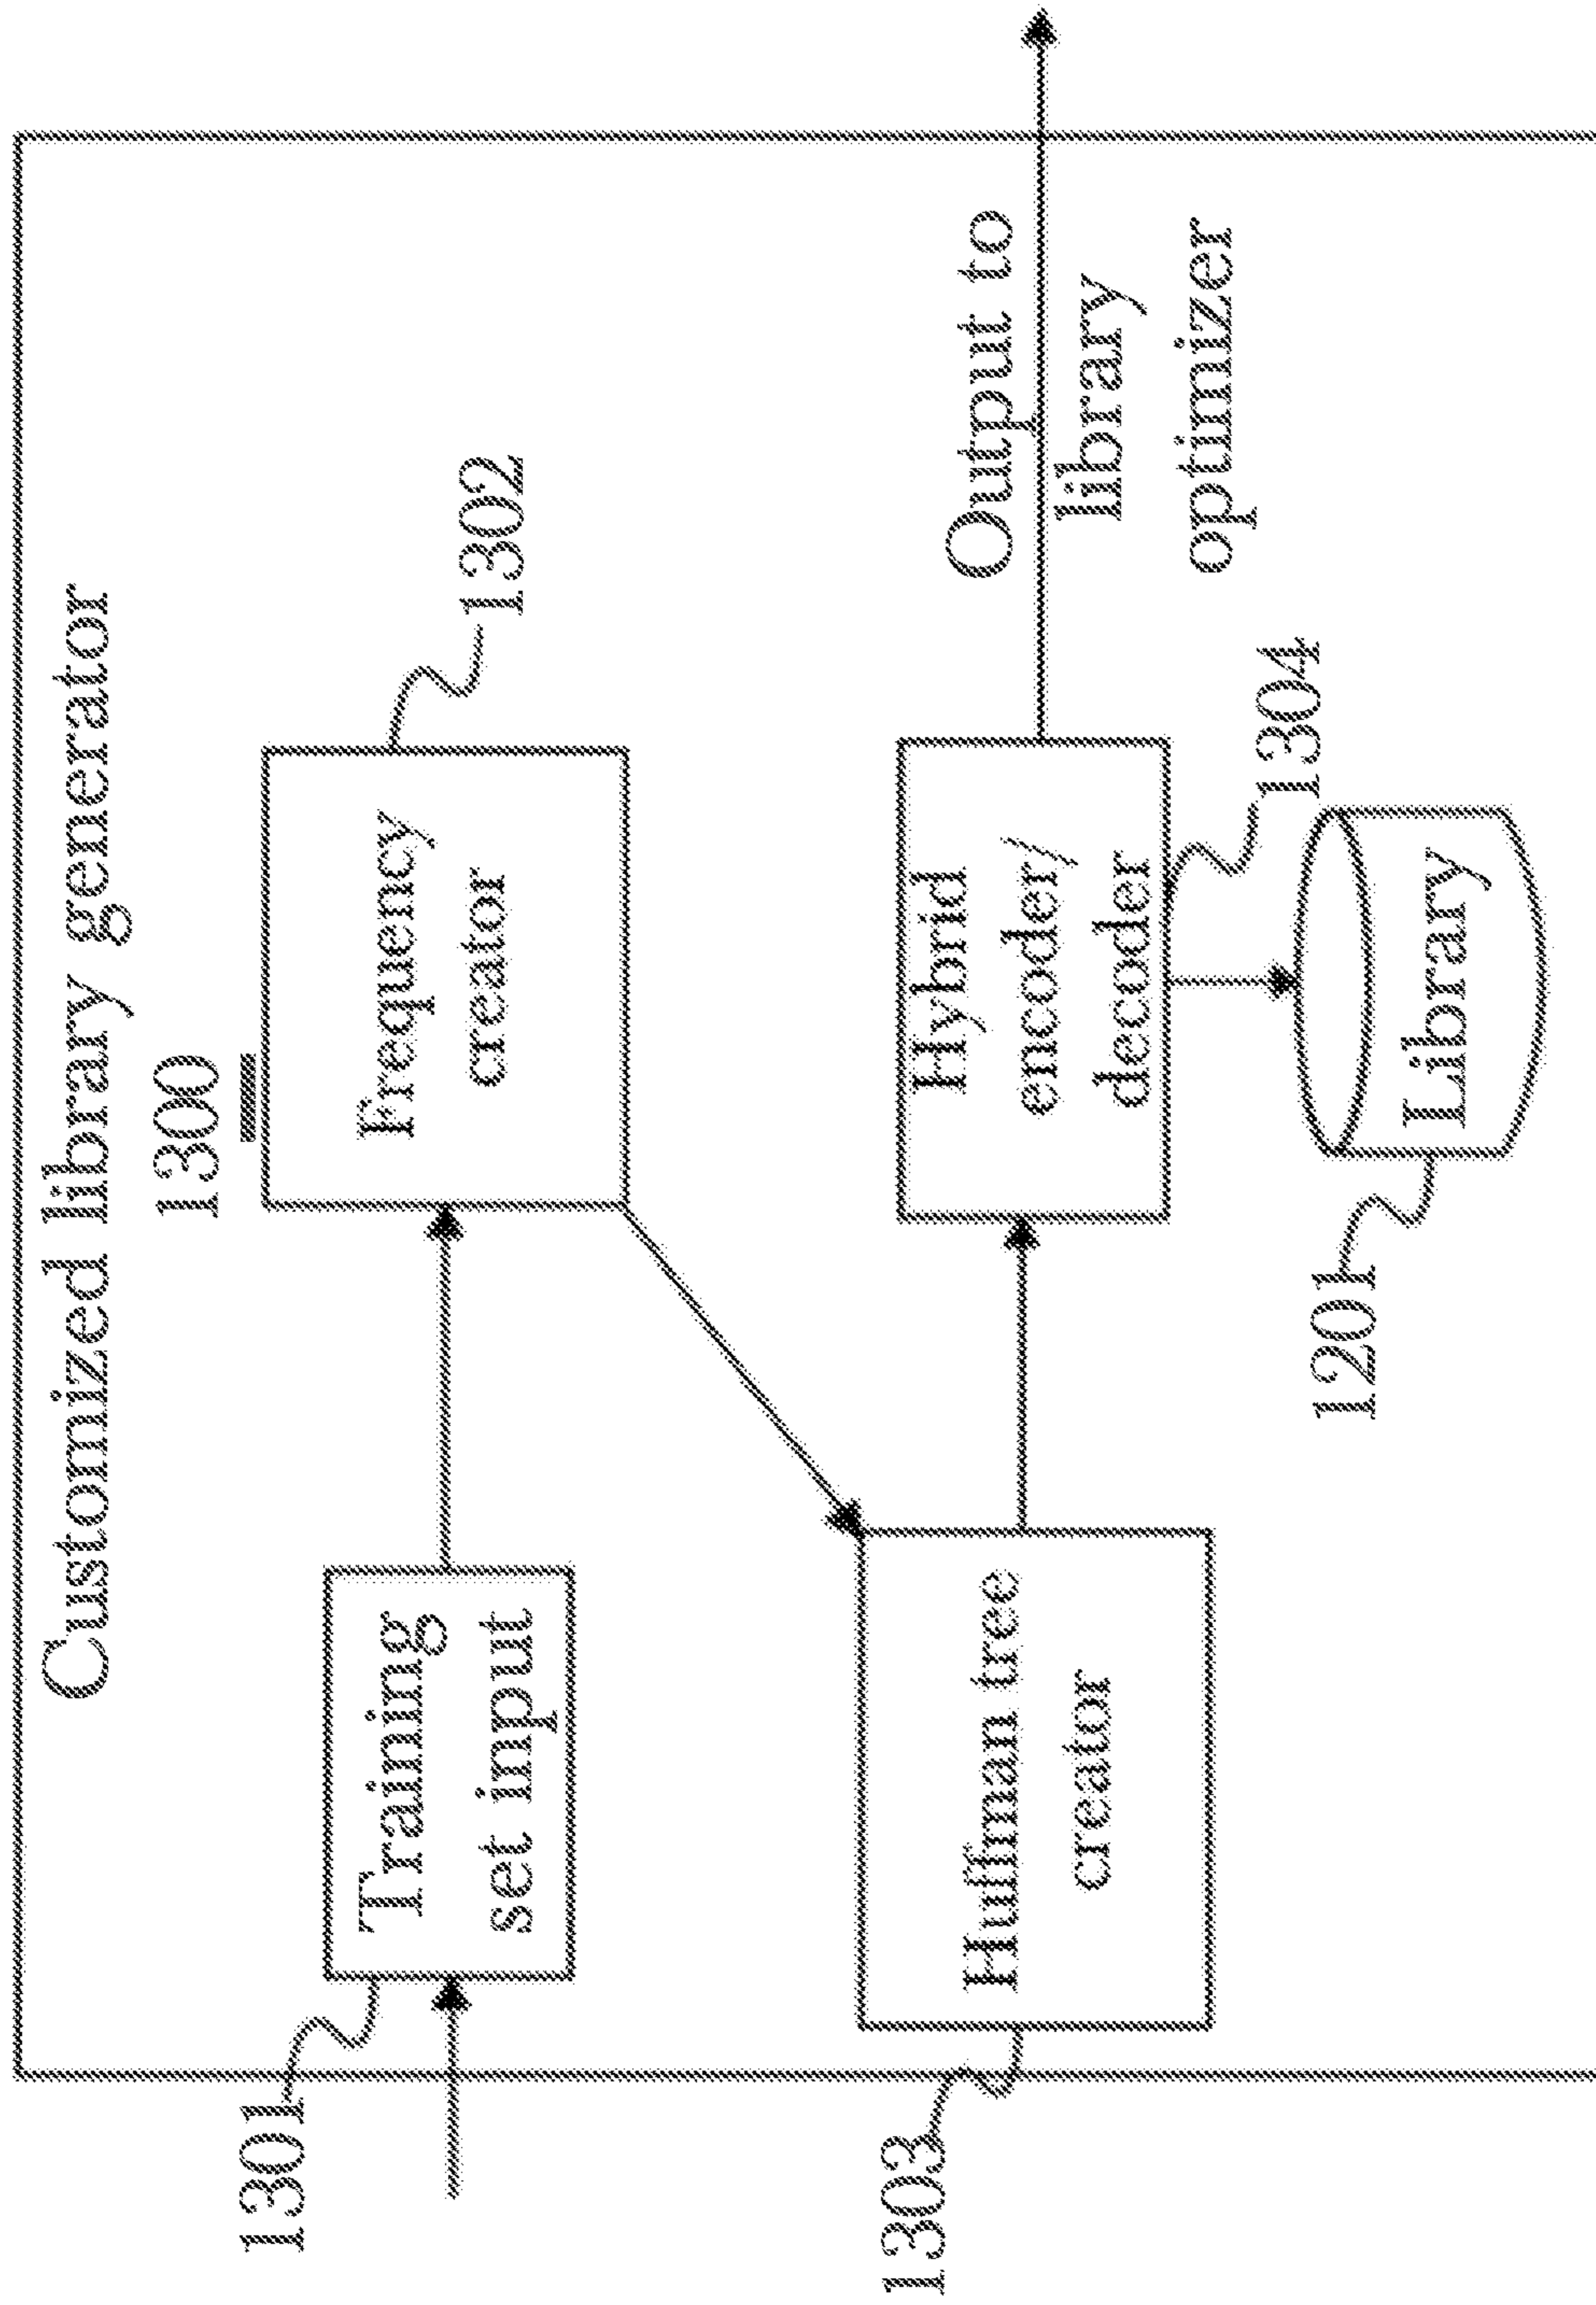 Customized library generator
1300
1301
Training
set input
Frequency
creator
1302
1303
Huffman tree
creator
Hybrid
encoder/
decoder
1304
Output to
library
optimizer
1201
Library